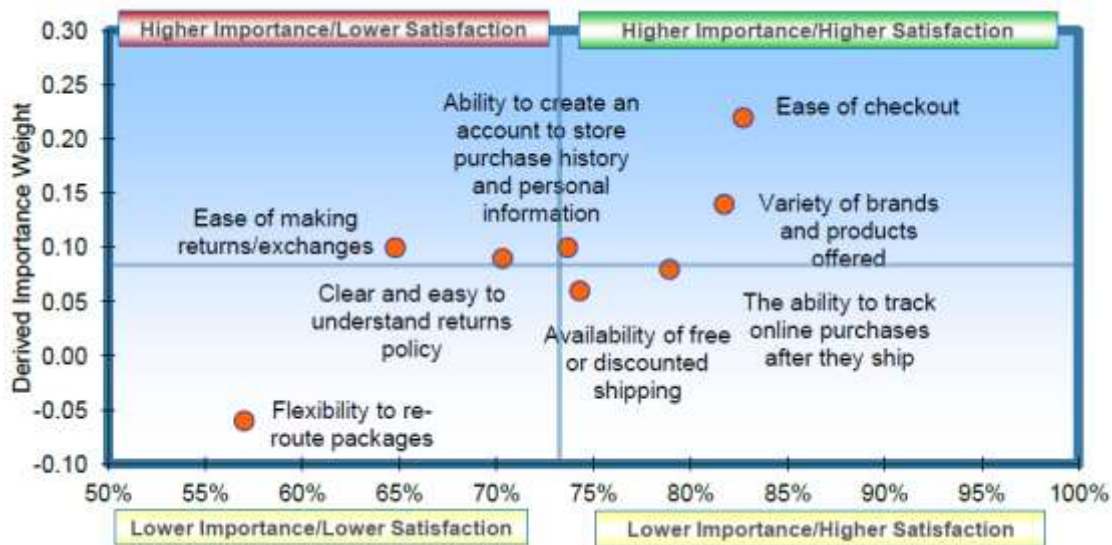 Higher Importance/Lower Satisfaction
Higher Importance/Higher Satisfaction
Derived Importance Weight
0.30
0.25
0.20
0.15
0.10
0.05
0.00
-0.05
-0.10
Ability to create an
account to store
purchase history
and personal
information
Ease of checkout
Ease of making
returns/exchanges
Variety of brands
and products
offered
Clear and easy to
understand returns
policy
Availability of free
or discounted
shipping
The ability to track
online purchases
after they ship
Flexibility to re-
route packages
50%
55%
60%
65%
70%
75%
80%
85%
90%
95%
100%
Lower Importance/Lower Satisfaction
Lower Importance/Higher Satisfaction